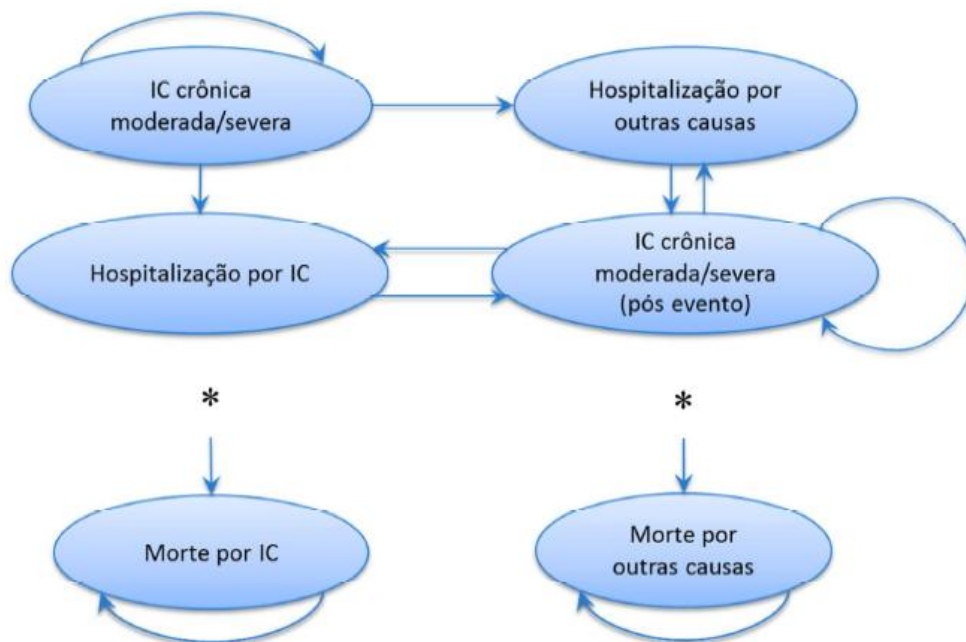 IC crônica
moderada/severa
Hospitalização por
outras causas
Hospitalização por IC
IC crônica
moderada/severa
(pós evento)
*
*
Morte por IC
Morte por
outras causas